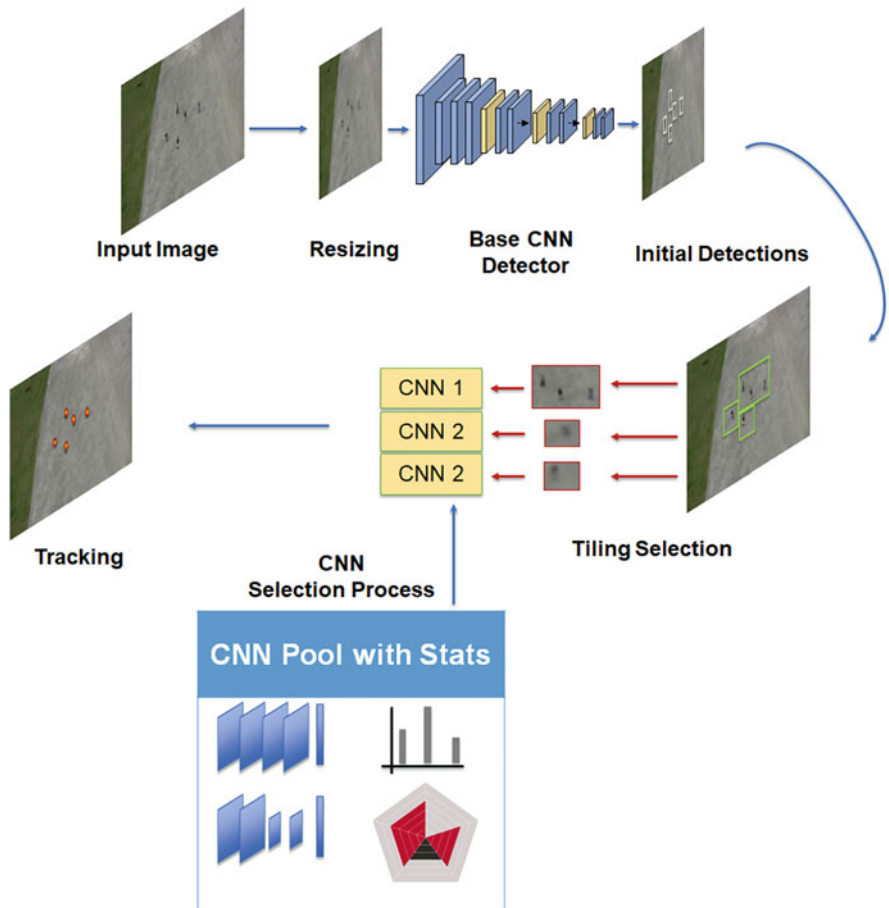 Input Image
Resizing
Base CNN
Detector
Initial Detections
CNN 1
CNN 2
CNN 2
Tracking
CNN
Selection Process
Tiling Selection
CNN Pool with Stats